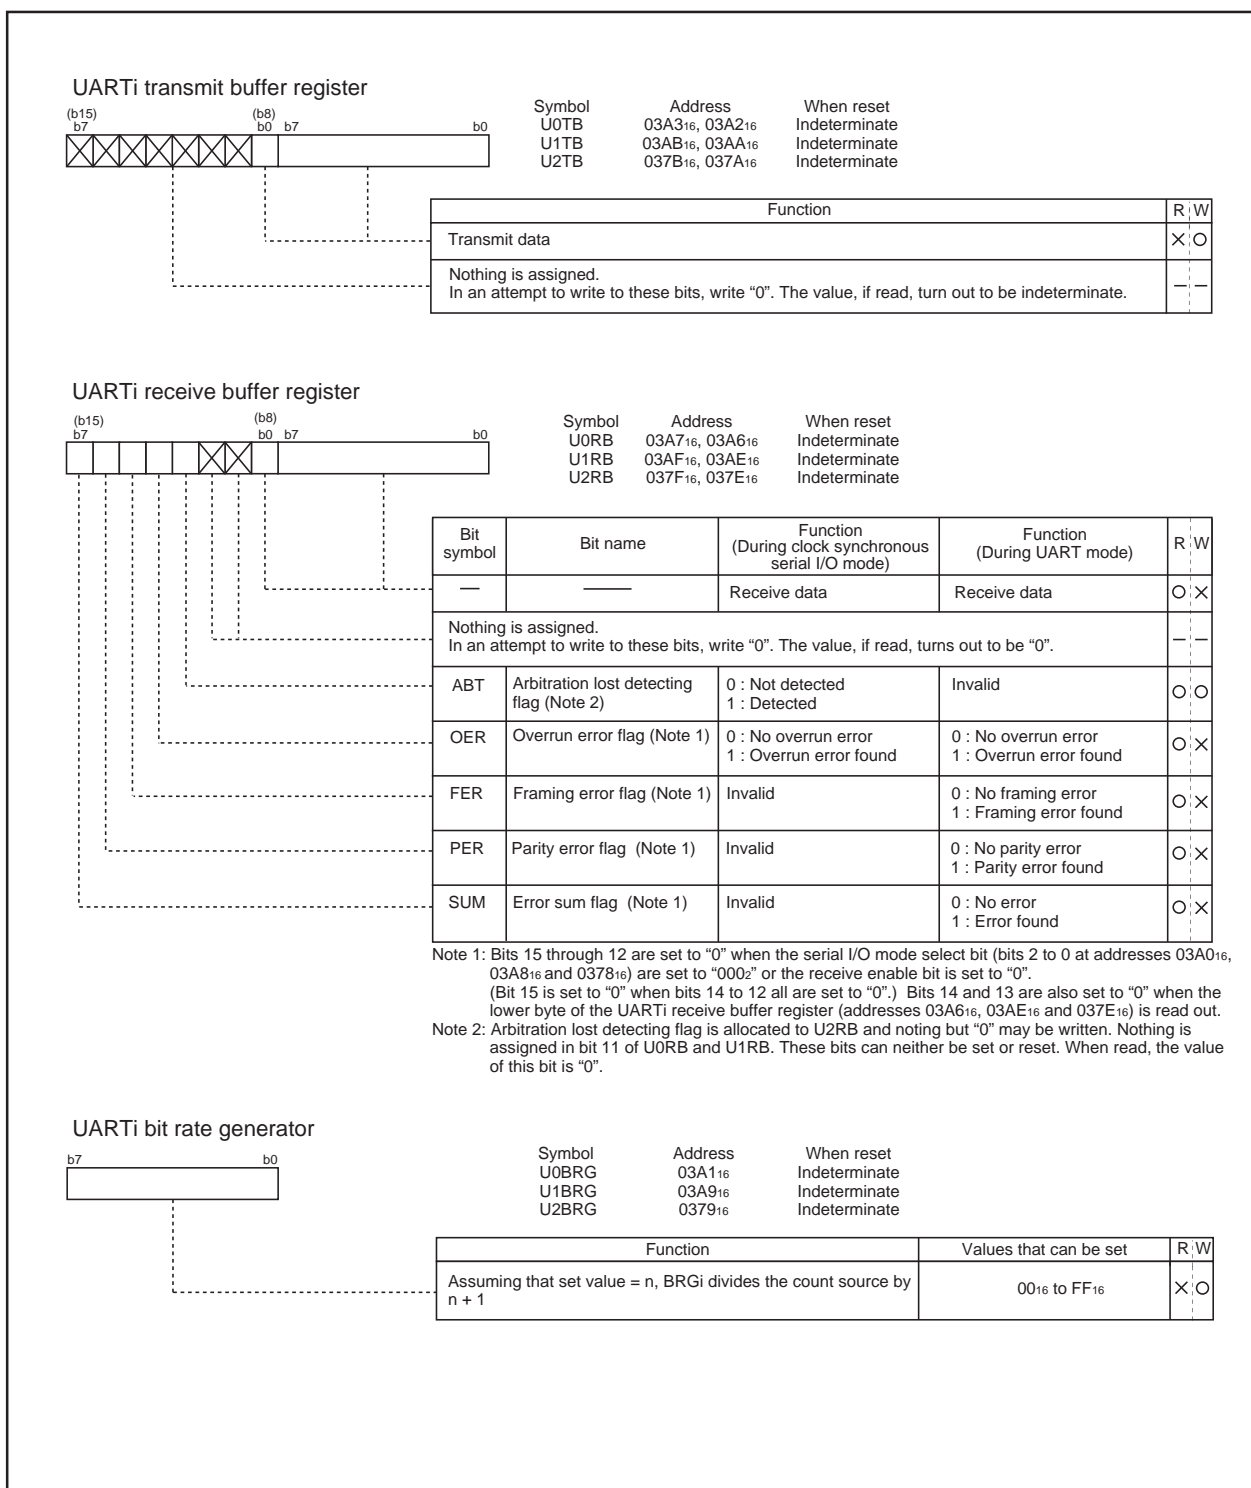 UARTi transmit buffer register
(b15) (b8)
b7 b0 b7 b0
Symbol Address When reset
U0TB 03A3₁₆, 03A2₁₆ Indeterminate
U1TB 03AB₁₆, 03AA₁₆ Indeterminate
U2TB 037B₁₆, 037A₁₆ Indeterminate
Function R W
Transmit data
Nothing is assigned.
In an attempt to write to these bits, write “0”. The value, if read, turn out to be indeterminate.
UARTi receive buffer register
(b15) (b8)
b7 b0 b7 b0
Symbol Address When reset
U0RB 03A7₁₆, 03A6₁₆ Indeterminate
U1RB 03AF₁₆, 03AE₁₆ Indeterminate
U2RB 037F₁₆, 037E₁₆ Indeterminate
Bit symbol Bit name Function (During clock synchronous serial I/O mode) Function (During UART mode) R W
— — Receive data Receive data
Nothing is assigned.
In an attempt to write to these bits, write “0”. The value, if read, turns out to be “0”.
ABT Arbitration lost detecting flag (Note 2) 0 : Not detected 1 : Detected Invalid
OER Overrun error flag (Note 1) 0 : No overrun error 1 : Overrun error found 0 : No overrun error 1 : Overrun error found
FER Framing error flag (Note 1) Invalid 0 : No framing error 1 : Framing error found
PER Parity error flag (Note 1) Invalid 0 : No parity error 1 : Parity error found
SUM Error sum flag (Note 1) Invalid 0 : No error 1 : Error found
Note 1: Bits 15 through 12 are set to “0” when the serial I/O mode select bit (bits 2 to 0 at addresses 03A0₁₆,
03A8₁₆ and 0378₁₆) are set to “000₂” or the receive enable bit is set to “0”.
(Bit 15 is set to “0” when bits 14 to 12 all are set to “0”.) Bits 14 and 13 are also set to “0” when the
lower byte of the UARTi receive buffer register (addresses 03A6₁₆, 03AE₁₆ and 037E₁₆) is read out.
Note 2: Arbitration lost detecting flag is allocated to U2RB and noting but “0” may be written. Nothing is
assigned in bit 11 of U0RB and U1RB. These bits can neither be set or reset. When read, the value
of this bit is “0”.
UARTi bit rate generator
b7 b0
Symbol Address When reset
U0BRG 03A1₁₆ Indeterminate
U1BRG 03A9₁₆ Indeterminate
U2BRG 0379₁₆ Indeterminate
Function Values that can be set R W
Assuming that set value = n, BRGi divides the count source by
n + 1
00₁₆ to FF₁₆